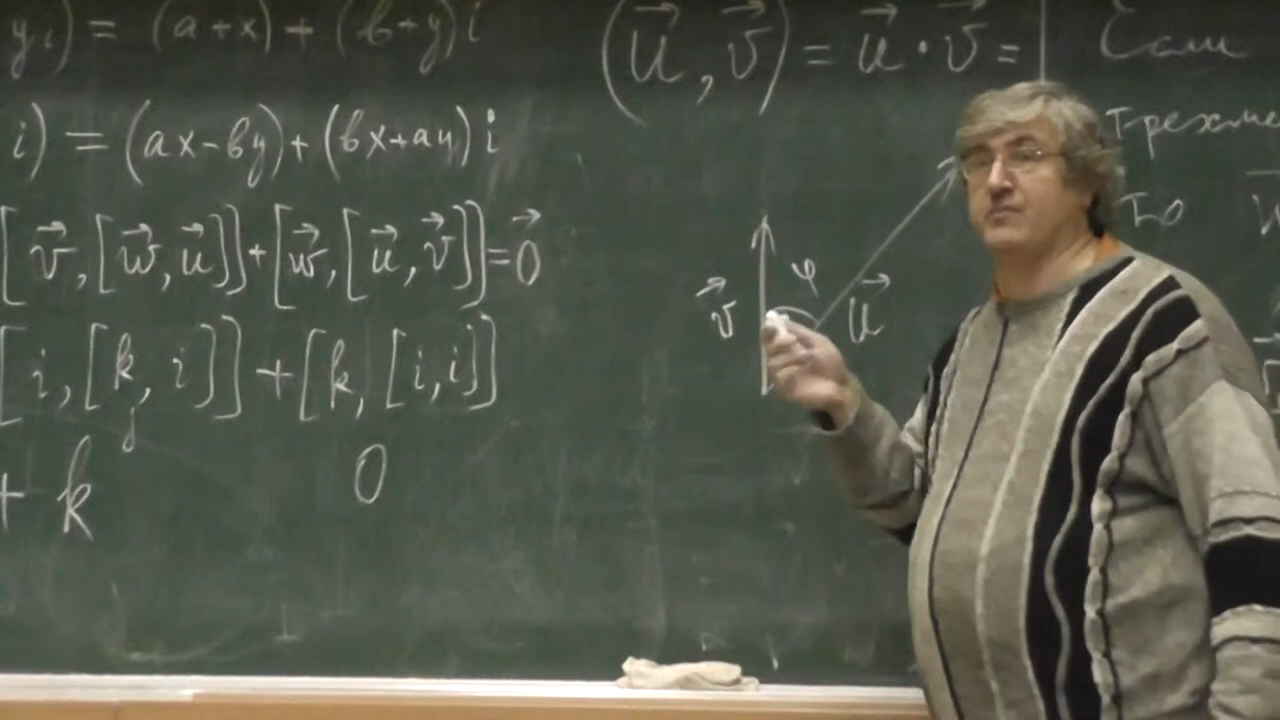 y i) = (a+x) + (b+y) i
i) = (ax-by) + (bx+ay) i
[v⃗, [w⃗, u⃗]] + [w⃗, [u⃗, v⃗]] = 0⃗
[i, [k, i]] + [k, [i, i]]
j
+ k 0
(u⃗, v⃗) = u⃗ · v⃗ =
φ
v⃗ u⃗
Если
трехме
то